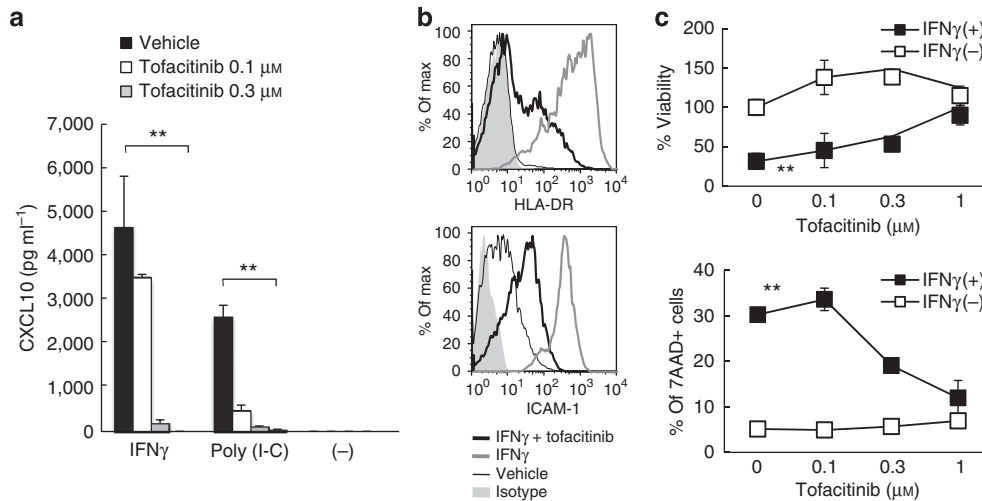 a
Vehicle
Tofacitinib 0.1 μM
Tofacitinib 0.3 μM
7,000
6,000
5,000
4,000
3,000
2,000
1,000
0
CXCL10 (pg ml⁻¹)
**
**
IFNγ
Poly (I-C)
(–)
b
100
80
60
40
20
0
% Of max
10⁰ 10¹ 10² 10³ 10⁴
HLA-DR
100
80
60
40
20
0
% Of max
10⁰ 10¹ 10² 10³ 10⁴
ICAM-1
IFNγ + tofacitinib
IFNγ
Vehicle
Isotype
c
IFNγ(+)
IFNγ(–)
200
150
100
50
0
% Viability
**
0 0.1 0.3 1
Tofacitinib (μM)
IFNγ(+)
IFNγ(–)
40
30
20
10
0
% Of 7AAD+ cells
**
0 0.1 0.3 1
Tofacitinib (μM)